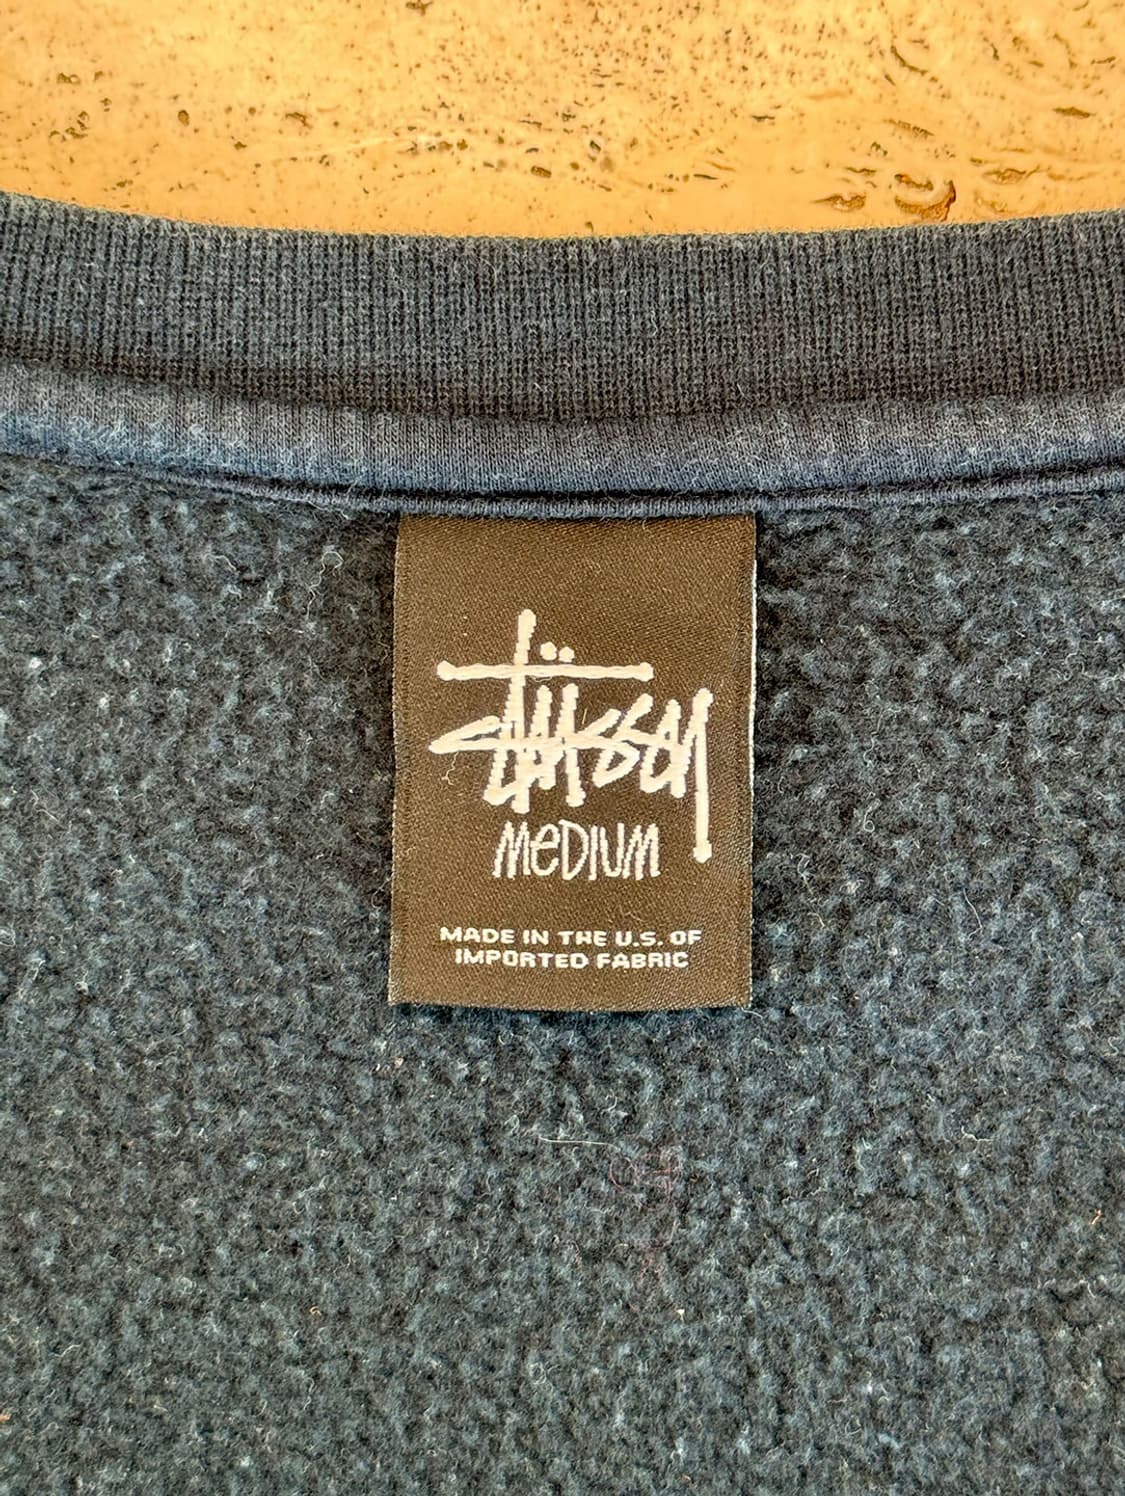 Stüssy
MeDIUM
MADE IN THE U.S. OF
IMPORTED FABRIC